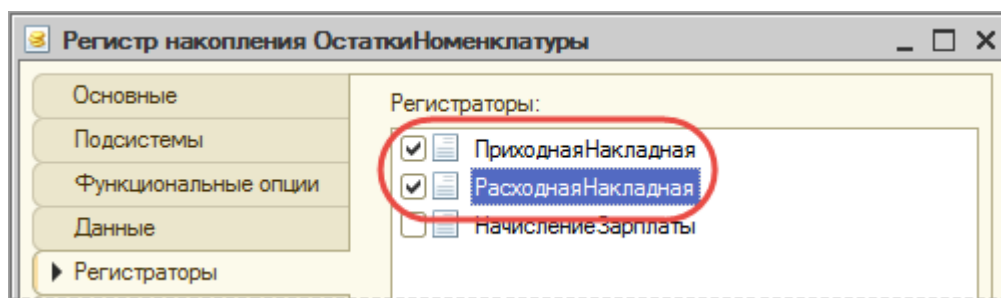 Регистр накопления ОстаткиНоменклатуры
Основные
Подсистемы
Функциональные опции
Данные
Регистраторы
Регистраторы:
ПриходнаяНакладная
РасходнаяНакладная
НачислениеЗарплаты